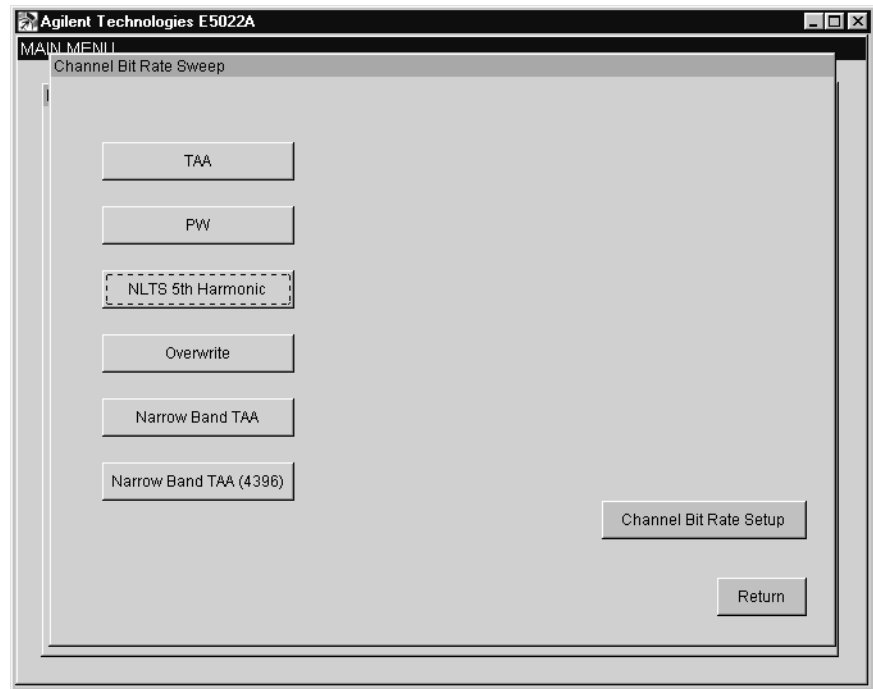 Agilent Technologies E5022A
MAIN MENU
Channel Bit Rate Sweep
TAA
PW
NLTS 5th Harmonic
Overwrite
Narrow Band TAA
Narrow Band TAA (4396)
Channel Bit Rate Setup
Return